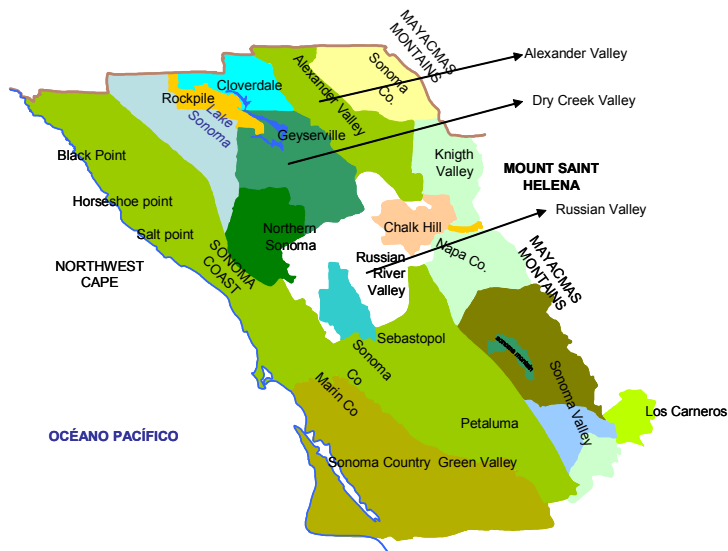 MAYACMAS
MONTAINS
Alexander Valley
Sonoma
Co.
Alexander Valley
Cloverdale
Rockpile
Lake
Sonoma
Dry Creek Valley
Geyserville
Black Point
Knigth
Valley
MOUNT SAINT
HELENA
Horseshoe point
Russian Valley
Salt point
Northern
Sonoma
Chalk Hill
SONOMA
COAST
Russian
River
Valley
Napa Co.
NORTHWEST
CAPE
MAYACMAS
MONTAINS
Sebastopol
Sonoma
Co
sonoma montain
Marin Co
Sonoma Valley
Los Carneros
Petaluma
OCÉANO PACÍFICO
Sonoma Country Green Valley